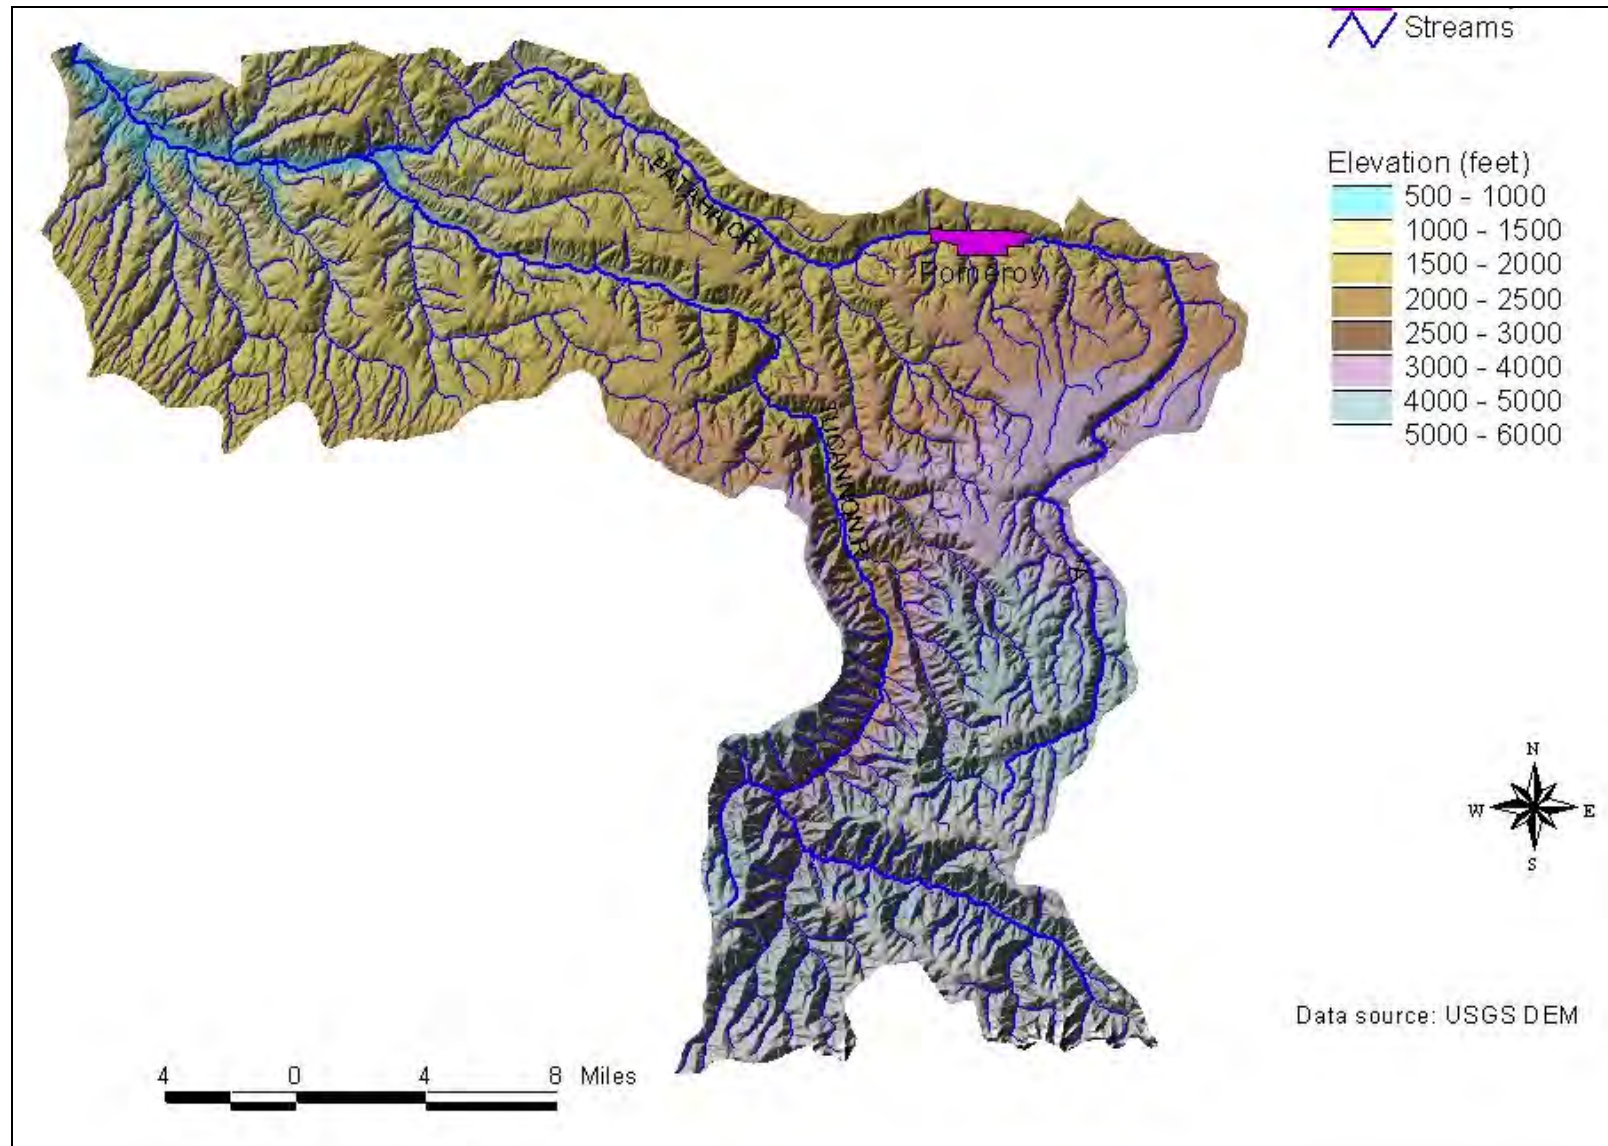 Streams
Elevation (feet)
500 - 1000
1000 - 1500
1500 - 2000
2000 - 2500
2500 - 3000
3000 - 4000
4000 - 5000
5000 - 6000
PATAHA CR
Pomeroy
TUCANNON R
N
W E
S
Data source: USGS DEM
4 0 4 8 Miles